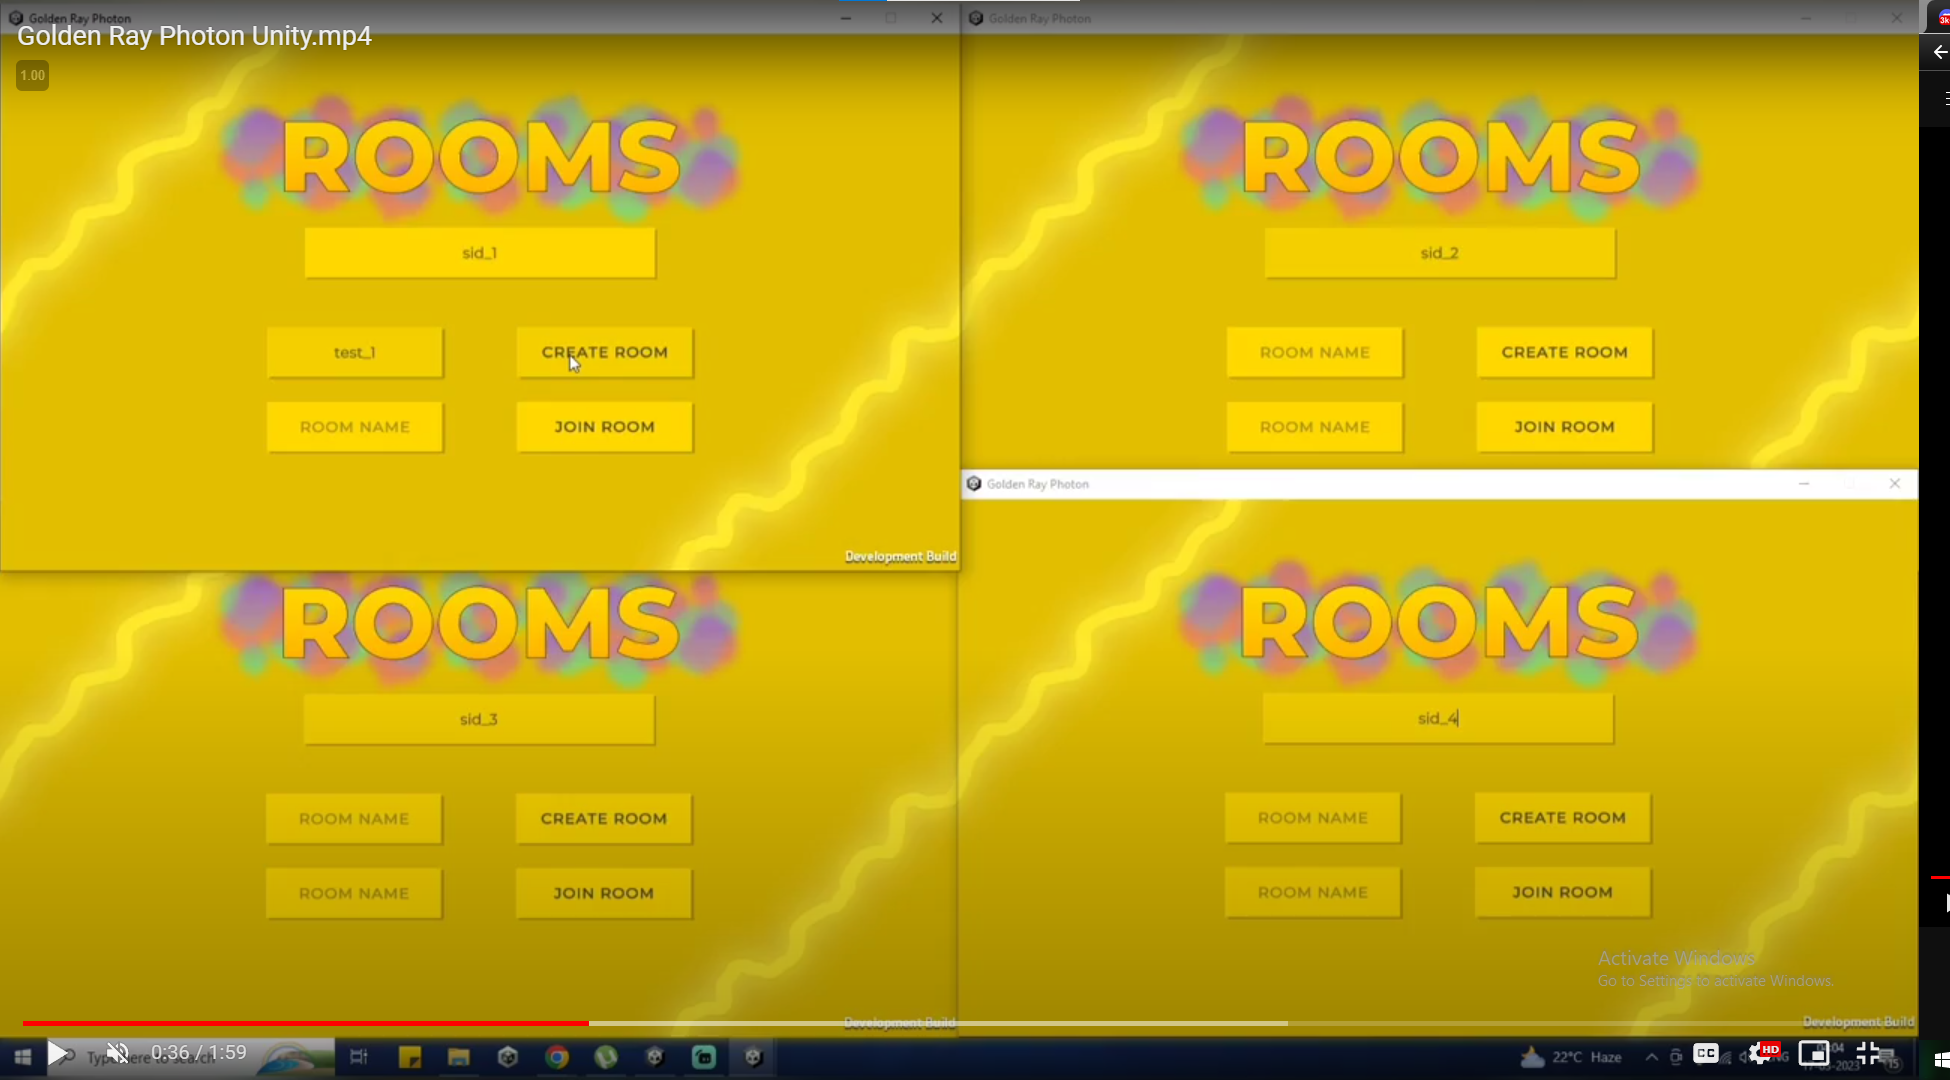 Golden Ray Photon
Golden Ray Photon Unity.mp4
1.00
ROOMS
sid_1
test_1
CREATE ROOM
ROOM NAME
JOIN ROOM
Development Build
Golden Ray Photon
ROOMS
sid_2
ROOM NAME
CREATE ROOM
ROOM NAME
JOIN ROOM
ROOMS
sid_3
ROOM NAME
CREATE ROOM
ROOM NAME
JOIN ROOM
Development Build
Golden Ray Photon
ROOMS
sid_4
ROOM NAME
CREATE ROOM
ROOM NAME
JOIN ROOM
Activate Windows
Go to Settings to activate Windows.
Development Build
Type here to search
0:36 / 1:59
22°C Haze
CC
HD
15